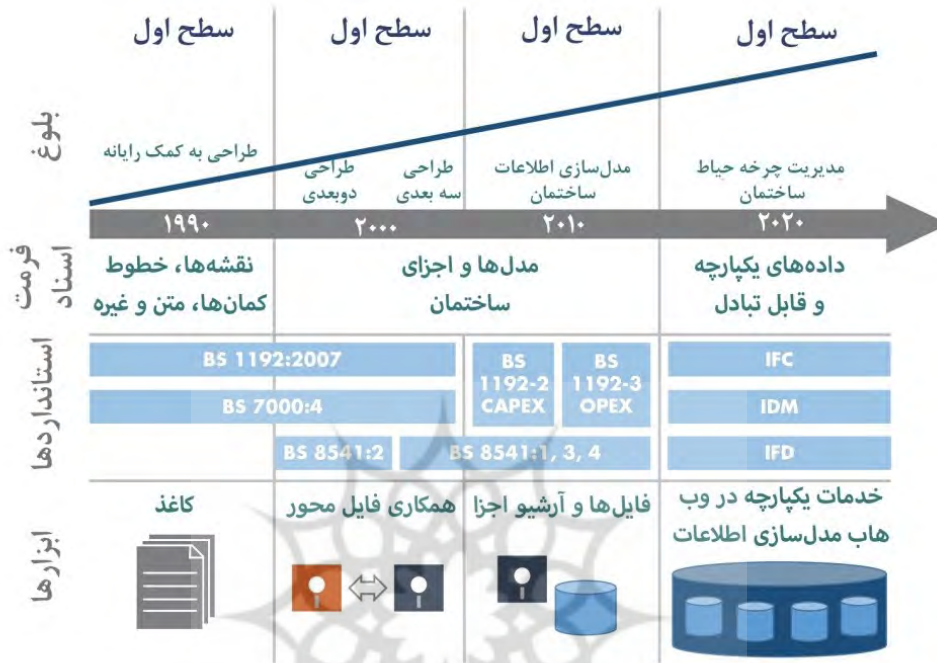 سطح اول
سطح اول
سطح اول
سطح اول
بلوغ
طراحی به کمک رایانه
طراحی
دوبعدی
طراحی
سه بعدی
مدل‌سازی اطلاعات
ساختمان
مدیریت چرخه حیاط
ساختمان
۱۹۹۰
۲۰۰۰
۲۰۱۰
۲۰۲۰
فرمت
اسناد
نقشه‌ها، خطوط
کمان‌ها، متن و غیره
مدل‌ها و اجزای
ساختمان
داده‌های یکپارچه
و قابل تبادل
استانداردها
BS 1192:2007
BS 7000:4
BS 8541:2
BS 8541:1, 3, 4
BS
1192-2
CAPEX
BS
1192-3
OPEX
IFC
IDM
IFD
ابزارها
کاغذ
همکاری فایل محور
فایل‌ها و آرشیو اجزا
خدمات یکپارچه در وب
هاب مدل‌سازی اطلاعات